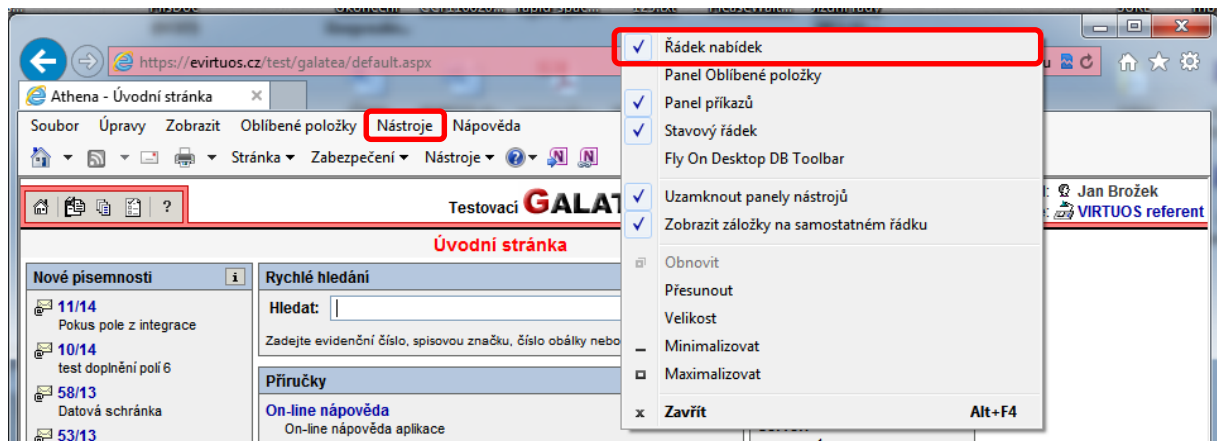 https://evirtuos.cz/test/galatea/default.aspx
Athena - Úvodní stránka
Soubor Úpravy Zobrazit Oblíbené položky Nástroje Nápověda
Stránka Zabezpečení Nástroje
Řádek nabídek
Panel Oblíbené položky
Panel příkazů
Stavový řádek
Fly On Desktop DB Toolbar
Uzamknout panely nástrojů
Zobrazit záložky na samostatném řádku
Obnovit
Přesunout
Velikost
Minimalizovat
Maximalizovat
Zavřít Alt+F4
Testovaci GALAT
Jan Brožek
VIRTUOS referent
Úvodní stránka
Nové písemnosti
11/14
Pokus pole z integrace
10/14
test doplnění polí 6
58/13
Datová schránka
53/13
Rychlé hledání
Hledat:
Zadejte evidenční číslo, spisovou značku, číslo obálky nebo
Příručky
On-line nápověda
On-line nápověda aplikace